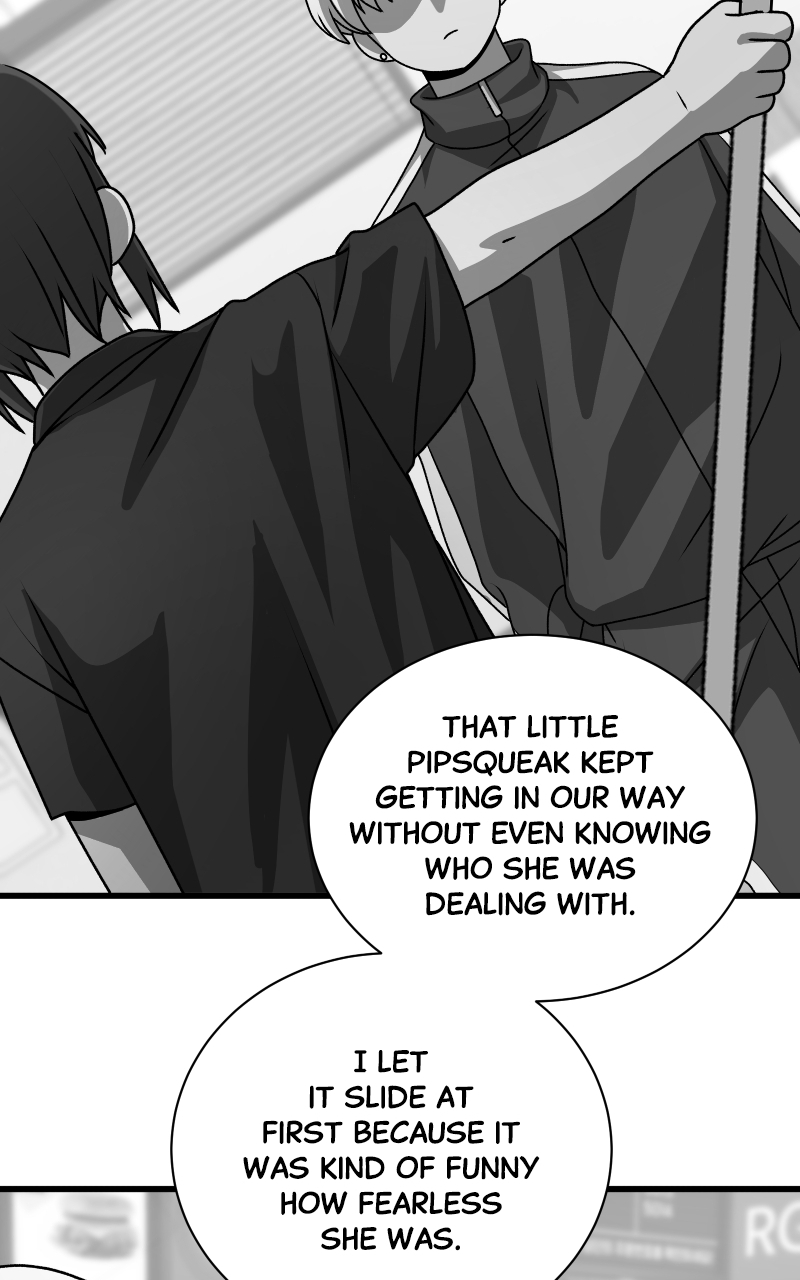 THAT LITTLE
PIPSQUEAK KEPT
GETTING IN OUR WAY
WITHOUT EVEN KNOWING
WHO SHE WAS
DEALING WITH.
I LET
IT SLIDE AT
FIRST BECAUSE IT
WAS KIND OF FUNNY
HOW FEARLESS
SHE WAS.
RG